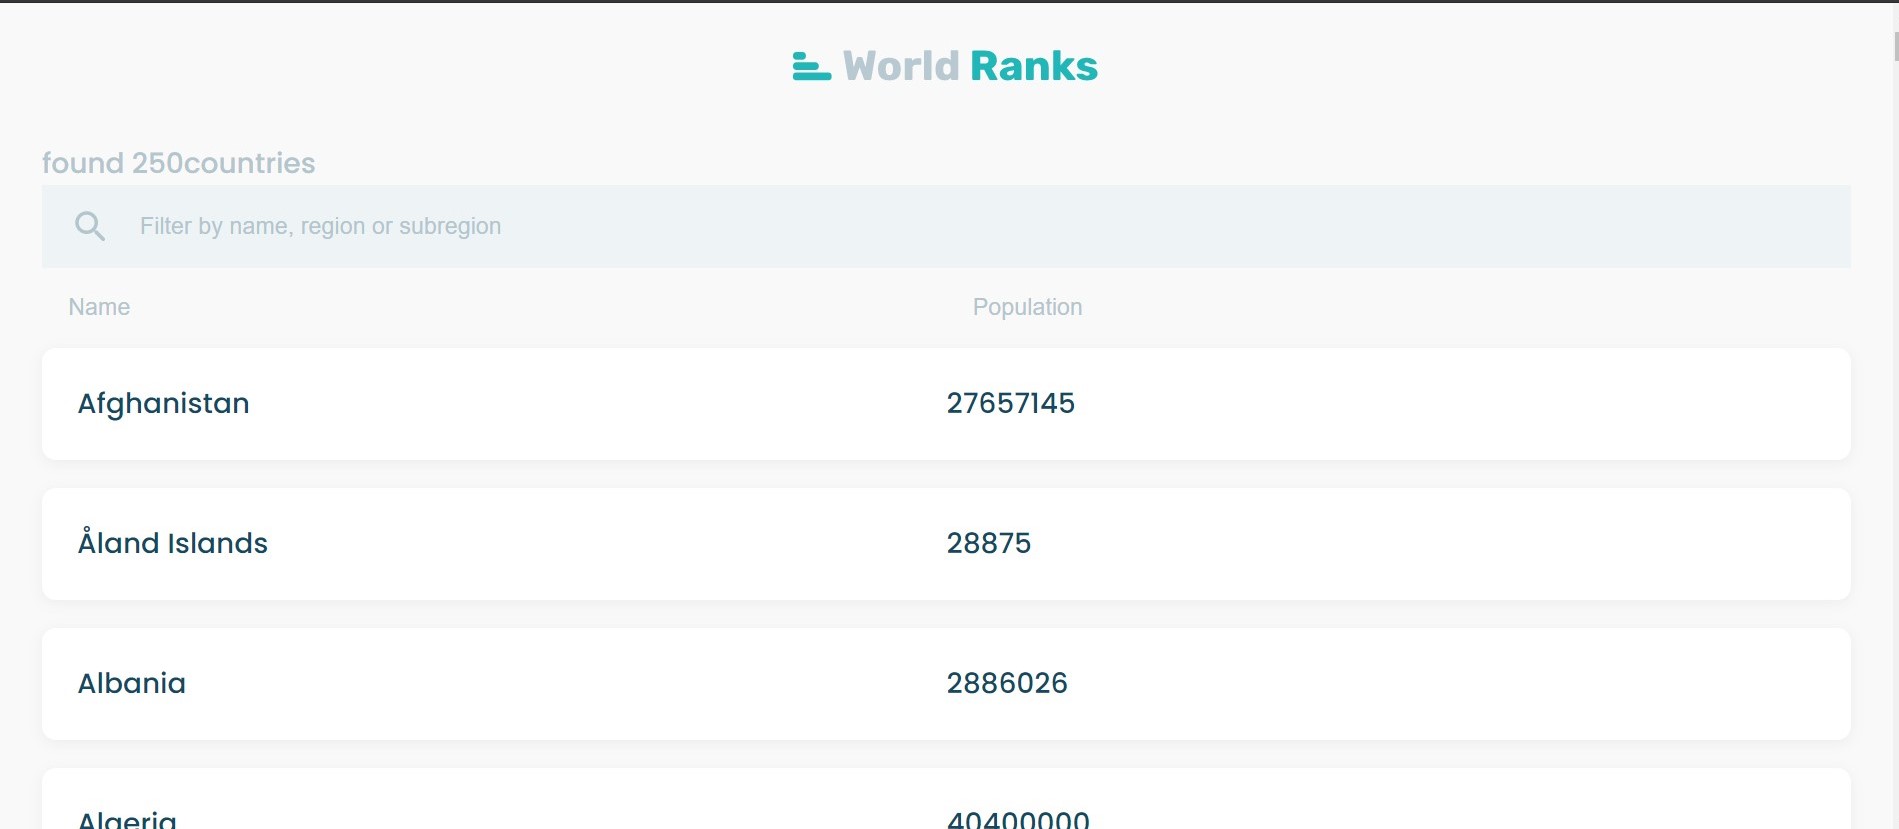 World Ranks
found 250countries
Filter by name, region or subregion
Name Population
Afghanistan 27657145
Åland Islands 28875
Albania 2886026
Algeria 40400000